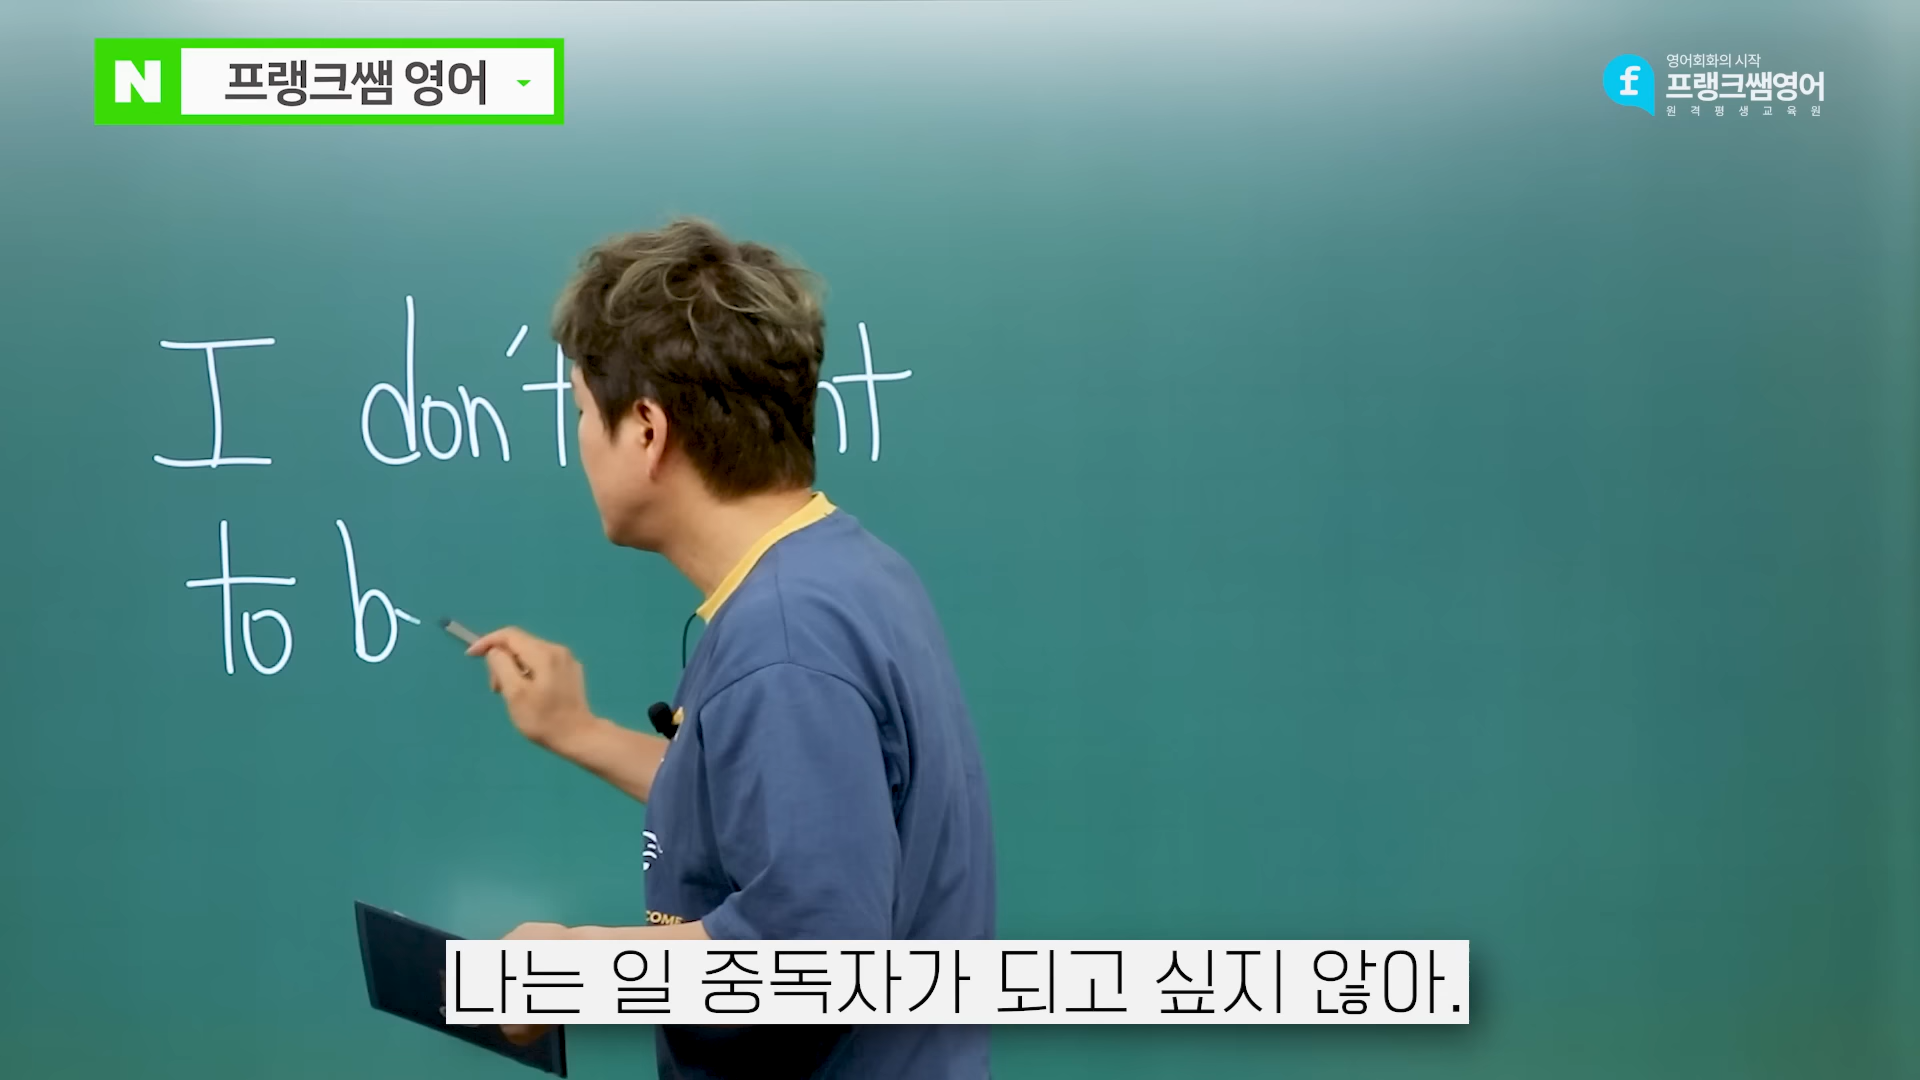 N 프랭크쌤 영어
영어회화의 시작
프랭크쌤영어
원격평생교육원
I don't
to b
COME
나는 일 중독자가 되고 싶지 않아.